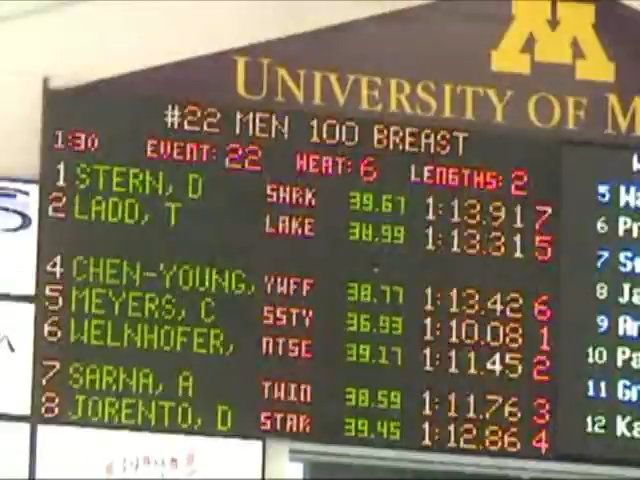 M
UNIVERSITY OF M
#22 MEN 100 BREAST
1:30 EVENT: 22 HEAT: 6 LENGTHS: 2
1 STERN, D SHRK 39.67 1:13.91 7
2 LADD, T LAKE 38.99 1:13.31 5
4 CHEN-YOUNG, YWFF 38.77 1:13.42 6
5 MEYERS, C SSTY 36.93 1:10.08 1
6 WELNHOFER, NTSE 39.17 1:11.45 2
7 SARNA, A TWIN 38.59 1:11.76 3
8 JORENTO, D STAR 39.45 1:12.86 4
5 Wa
6 Pr
7 Se
8 Ja
9 Ar
10 Pa
11 Gr
12 Ka